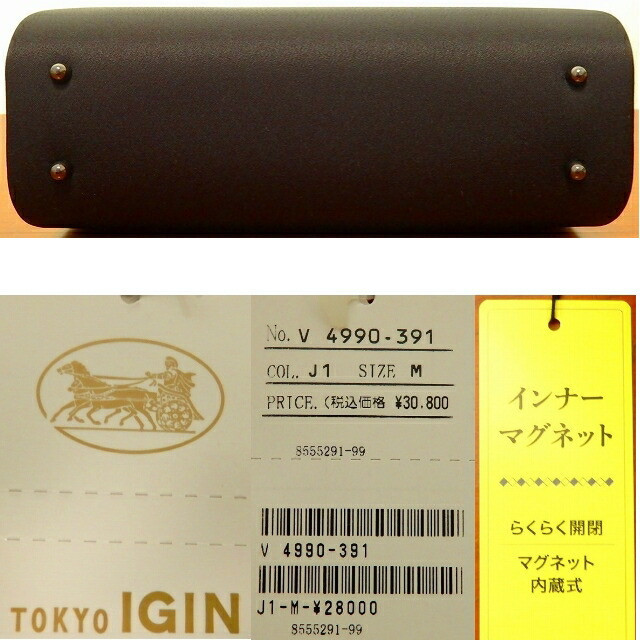 TOKYO IGIN
No. V 4990-391
COL. J1 SIZE M
PRICE. (税込価格 ¥30,800
8555291-99
V 4990-391
J1-M-¥28000
8555291-99
インナー
マグネット
らくらく開閉
マグネット
内蔵式